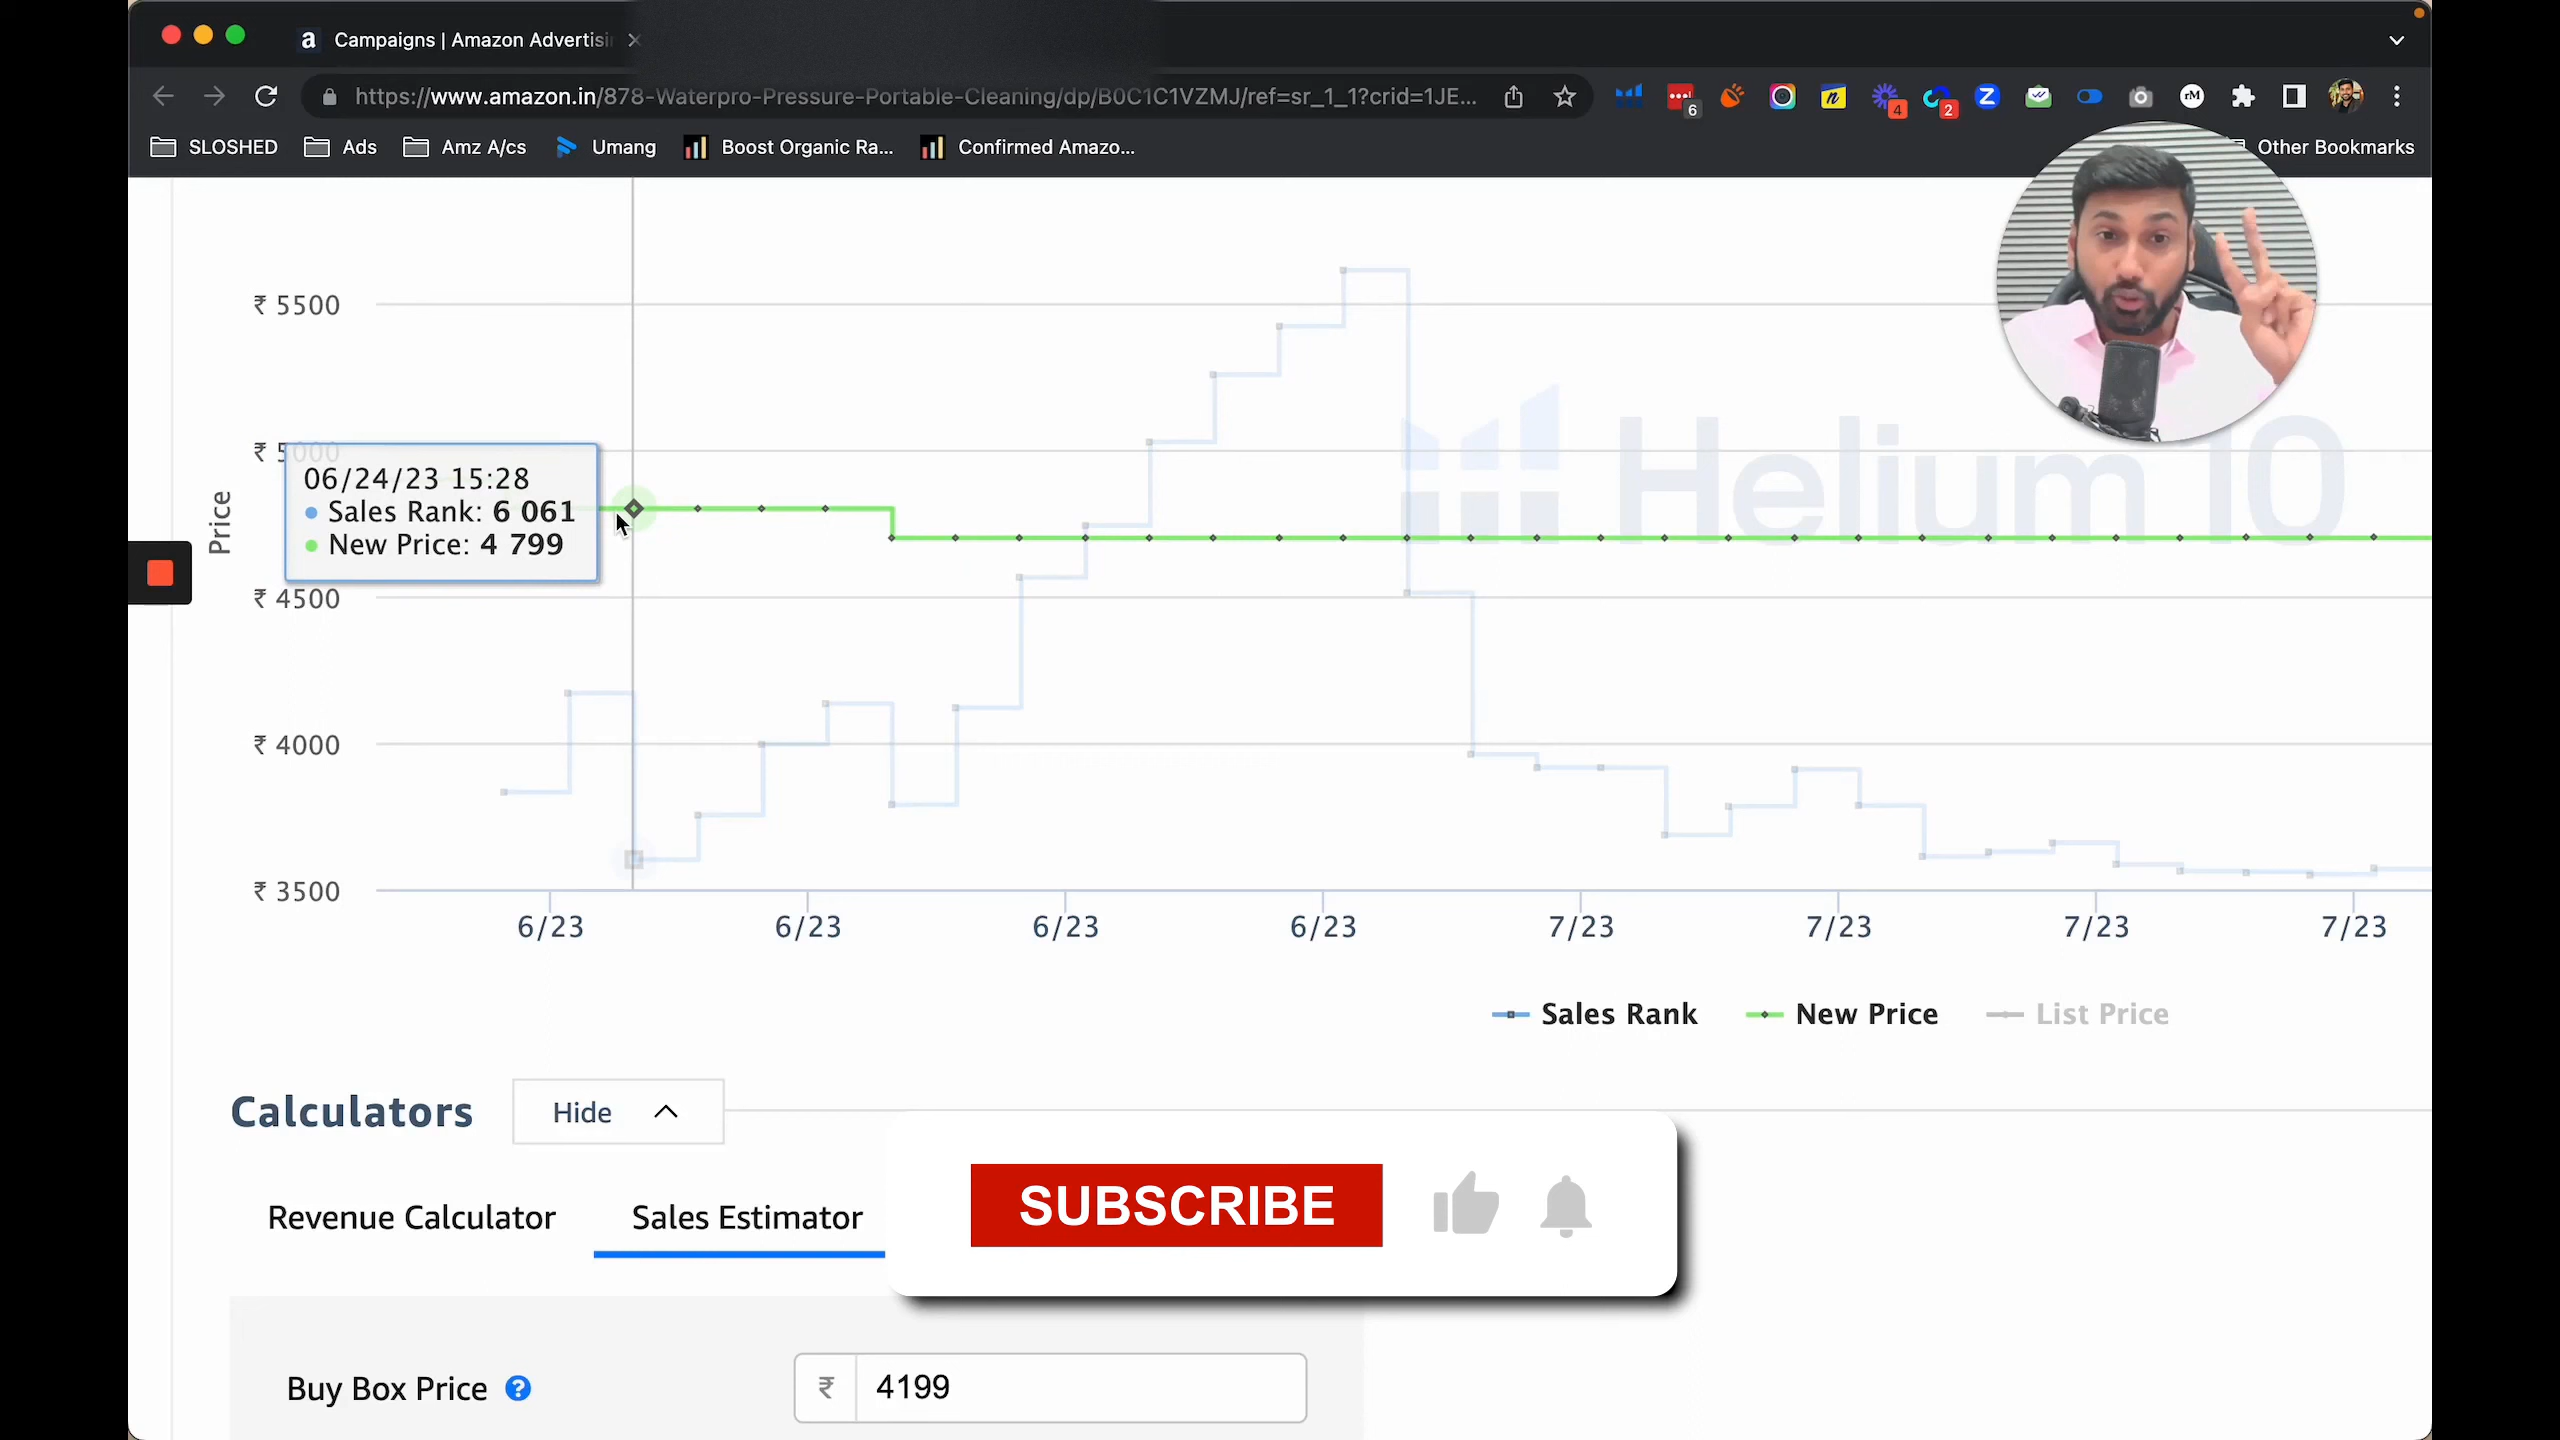 Campaigns | Amazon Advertisi
https://www.amazon.in/878-Waterpro-Pressure-Portable-Cleaning/dp/B0C1C1VZMJ/ref=sr_1_1?crid=1JE...
6
4
2
SLOSHED
Ads
Amz A/cs
Umang
Boost Organic Ra...
Confirmed Amazo...
Other Bookmarks
₹ 5500
₹ 5000
₹ 4500
₹ 4000
₹ 3500
Price
06/24/23 15:28
Sales Rank: 6 061
New Price: 4 799
Helium 10
6/23 6/23 6/23 6/23 7/23 7/23 7/23 7/23
Sales Rank New Price List Price
Calculators Hide
Revenue Calculator Sales Estimator
SUBSCRIBE
Buy Box Price ? ₹ 4199